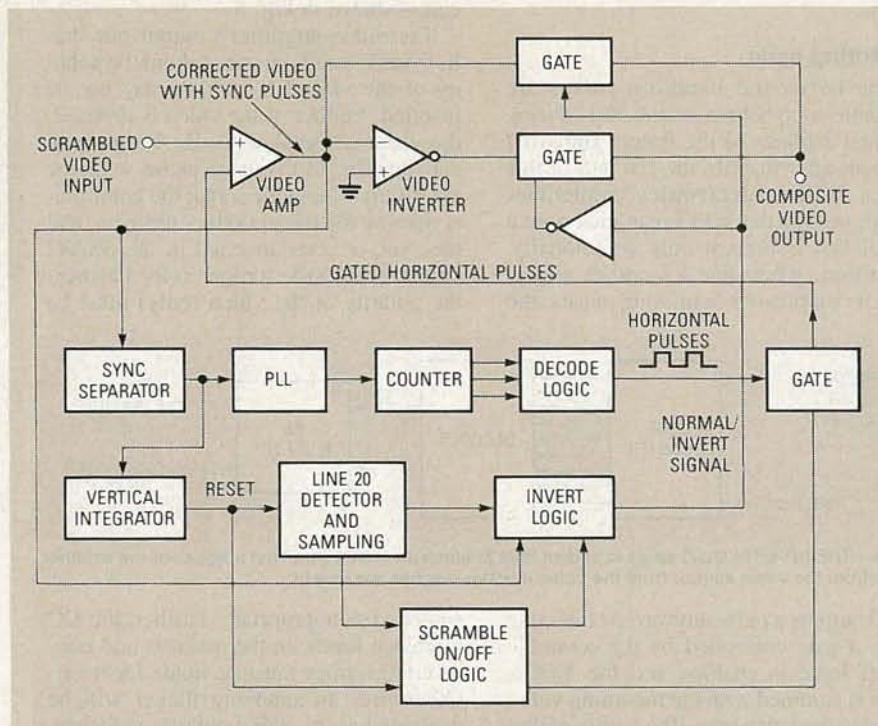 GATE
CORRECTED VIDEO
WITH SYNC PULSES
SCRAMBLED
VIDEO
INPUT
+
−
VIDEO
AMP
−
+
VIDEO
INVERTER
GATE
COMPOSITE
VIDEO
OUTPUT
GATED HORIZONTAL PULSES
SYNC
SEPARATOR
PLL
COUNTER
DECODE
LOGIC
HORIZONTAL
PULSES
GATE
NORMAL/
INVERT
SIGNAL
VERTICAL
INTEGRATOR
RESET
LINE 20
DETECTOR
AND
SAMPLING
INVERT
LOGIC
SCRAMBLE
ON/OFF
LOGIC